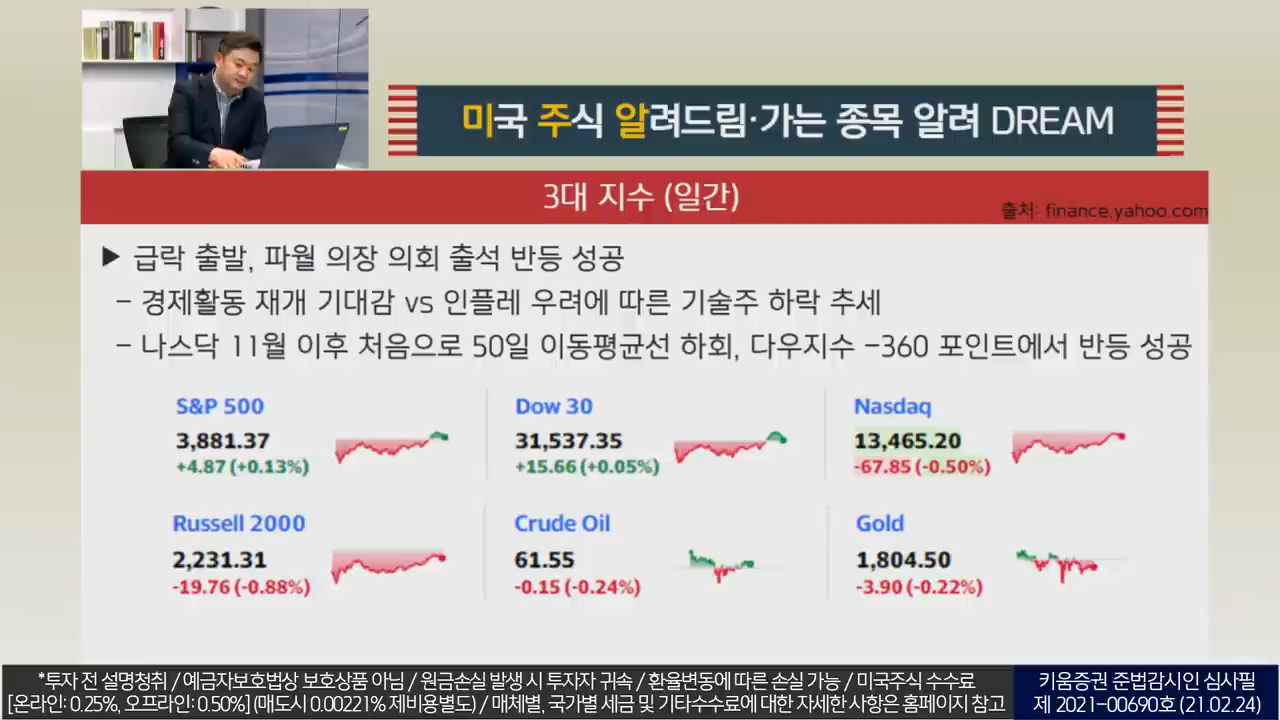 미국 주식 알려드림·가는 종목 알려 DREAM
3대 지수 (일간)
출처: finance.yahoo.com
▶ 급락 출발, 파월 의장 의회 출석 반등 성공
- 경제활동 재개 기대감 vs 인플레 우려에 따른 기술주 하락 추세
- 나스닥 11월 이후 처음으로 50일 이동평균선 하회, 다우지수 -360 포인트에서 반등 성공
S&P 500
3,881.37
+4.87 (+0.13%)
Dow 30
31,537.35
+15.66 (+0.05%)
Nasdaq
13,465.20
-67.85 (-0.50%)
Russell 2000
2,231.31
-19.76 (-0.88%)
Crude Oil
61.55
-0.15 (-0.24%)
Gold
1,804.50
-3.90 (-0.22%)
*투자 전 설명청취 / 예금자보호법상 보호상품 아님 / 원금손실 발생 시 투자자 귀속 / 환율변동에 따른 손실 가능 / 미국주식 수수료
[온라인: 0.25%, 오프라인: 0.50%] (매도시 0.00221% 제비용별도) / 매체별, 국가별 세금 및 기타수수료에 대한 자세한 사항은 홈페이지 참고
키움증권 준법감시인 심사필
제 2021-00690호 (21.02.24)